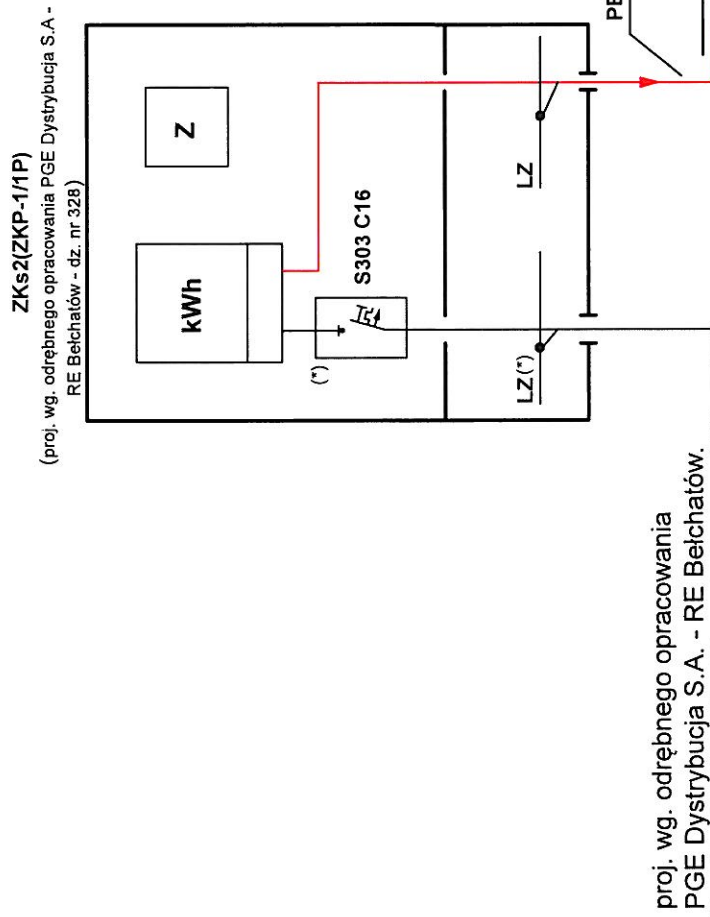 ZKs2(ZKP-1/1P)
(proj. wg. odrębnego opracowania PGE Dystrybucja S.A -
RE Bełchatów - dz. nr 328)
kWh
Z
(*)
S303 C16
LZ(*)
LZ
proj. wg. odrębnego opracowania
PGE Dystrybucja S.A. - RE Bełchatów.